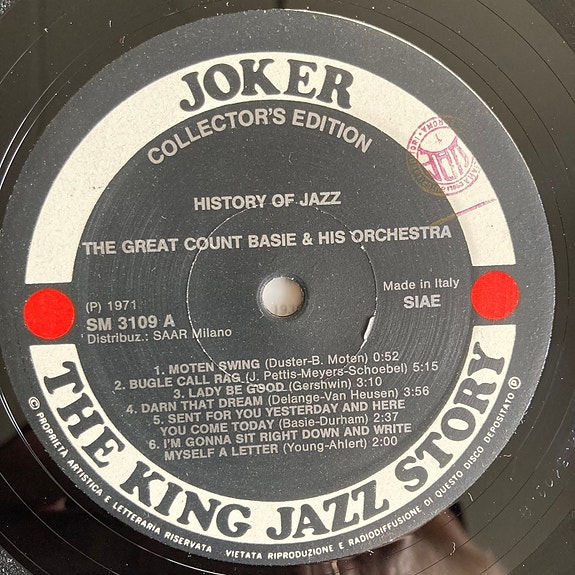 JOKER
COLLECTOR'S EDITION
HISTORY OF JAZZ
THE GREAT COUNT BASIE & HIS ORCHESTRA
(P) 1971
SM 3109 A
Distribuz.: SAAR Milano
Made in Italy
SIAE
1. MOTEN SWING (Duster-B. Moten) 0:52
2. BUGLE CALL RAG (J. Pettis-Meyers-Schoebel) 5:15
3. LADY BE GOOD (Gershwin) 3:10
4. DARN THAT DREAM (Delange-Van Heusen) 3:56
5. SENT FOR YOU YESTERDAY AND HERE
YOU COME TODAY (Basie-Durham) 2:37
6. I'M GONNA SIT RIGHT DOWN AND WRITE
MYSELF A LETTER (Young-Ahlert) 2:00
THE KING JAZZ STORY
© PROPRIETA ARTISTICA E LETTERARIA RISERVATA VIETATA RIPRODUZIONE E RADIODIFFUSIONE DI QUESTO DISCO DEPOSITATO ℗
ROMA